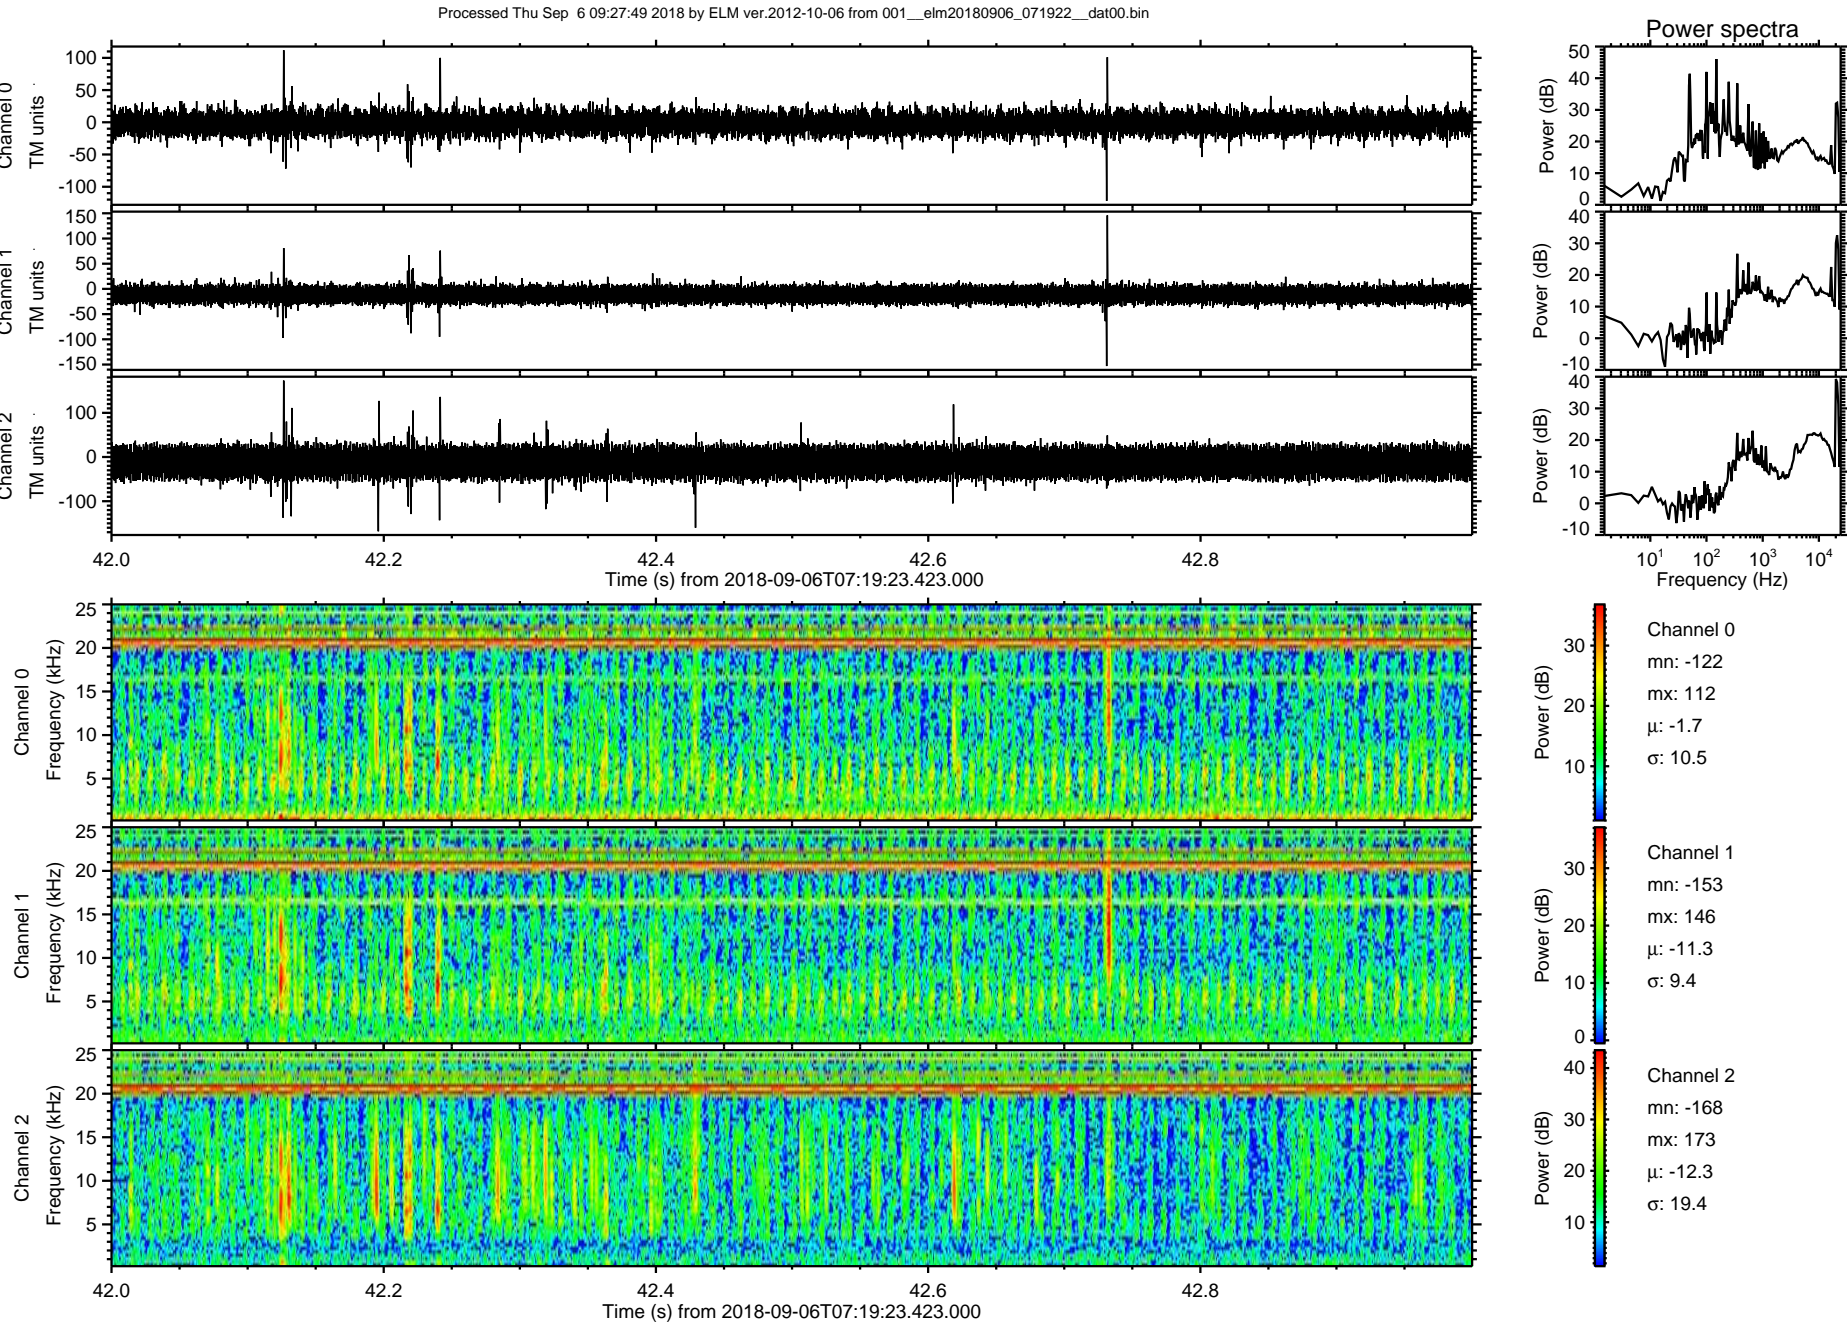 Processed Thu Sep  6 09:27:49 2018 by ELM ver.2012-10-06 from 001__elm20180906_071922__dat00.bin
Power spectra
Channel 0
TM units
100
50
0
-50
-100
Power (dB)
50
40
30
20
10
0
Channel 1
TM units
150
100
50
0
-50
-100
-150
Power (dB)
40
30
20
10
0
-10
Channel 2
TM units
100
0
-100
Power (dB)
40
30
20
10
0
-10
42.0 42.2 42.4 42.6 42.8
Time (s) from 2018-09-06T07:19:23.423.000
10^1 10^2 10^3 10^4
Frequency (Hz)
Channel 0
Frequency (kHz)
25
20
15
10
5
Power (dB)
30
20
10
Channel 0
mn: -122
mx: 112
μ: -1.7
σ: 10.5
Channel 1
Frequency (kHz)
25
20
15
10
5
Power (dB)
30
20
10
0
Channel 1
mn: -153
mx: 146
μ: -11.3
σ: 9.4
Channel 2
Frequency (kHz)
25
20
15
10
5
Power (dB)
40
30
20
10
Channel 2
mn: -168
mx: 173
μ: -12.3
σ: 19.4
42.0 42.2 42.4 42.6 42.8
Time (s) from 2018-09-06T07:19:23.423.000